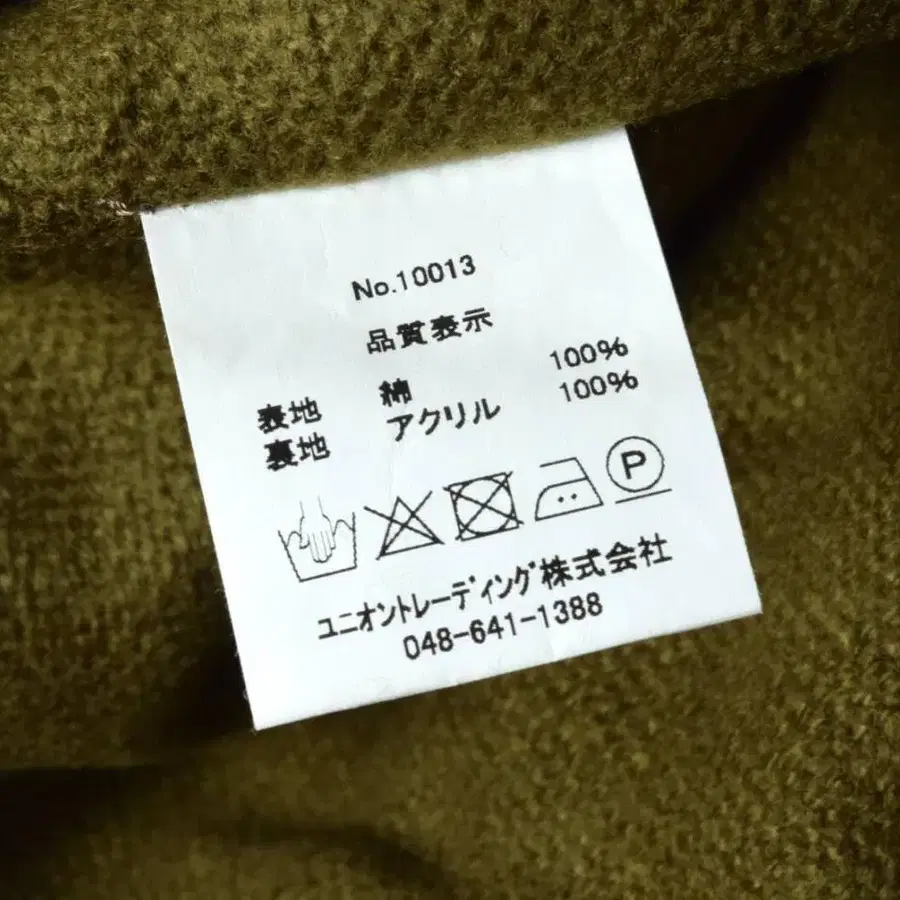 No.10013
品質表示
表地 綿 100%
裏地 アクリル 100%
P
ユニオントレーディング株式会社
048-641-1388